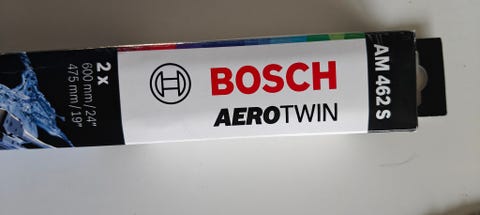 2 x
600 mm / 24"
475 mm / 19"
BOSCH
AEROTWIN
AM 462 S